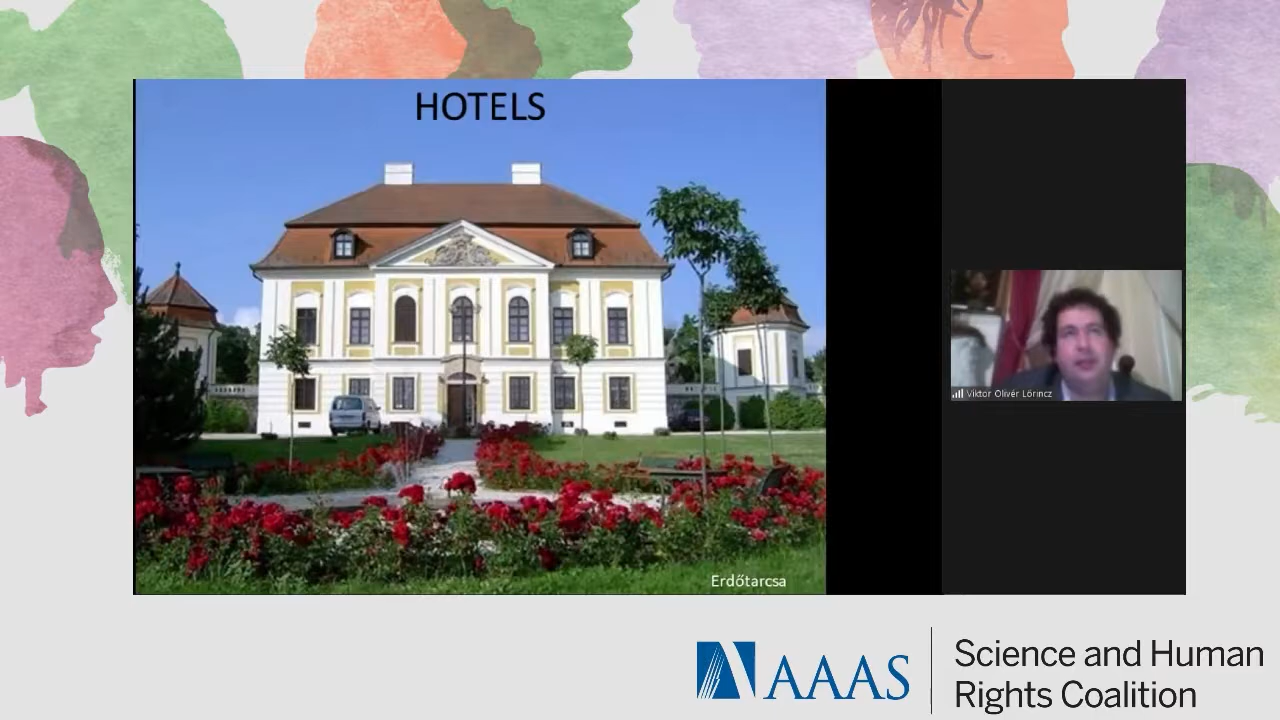 HOTELS
Erdőtarcsa
Viktor Olivér Lőrincz
AAAS
Science and Human
Rights Coalition